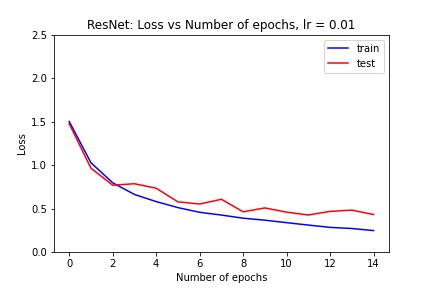 ResNet: Loss vs Number of epochs, lr = 0.01
train
test
2.5
2.0
1.5
1.0
0.5
0.0
Loss
0 2 4 6 8 10 12 14
Number of epochs